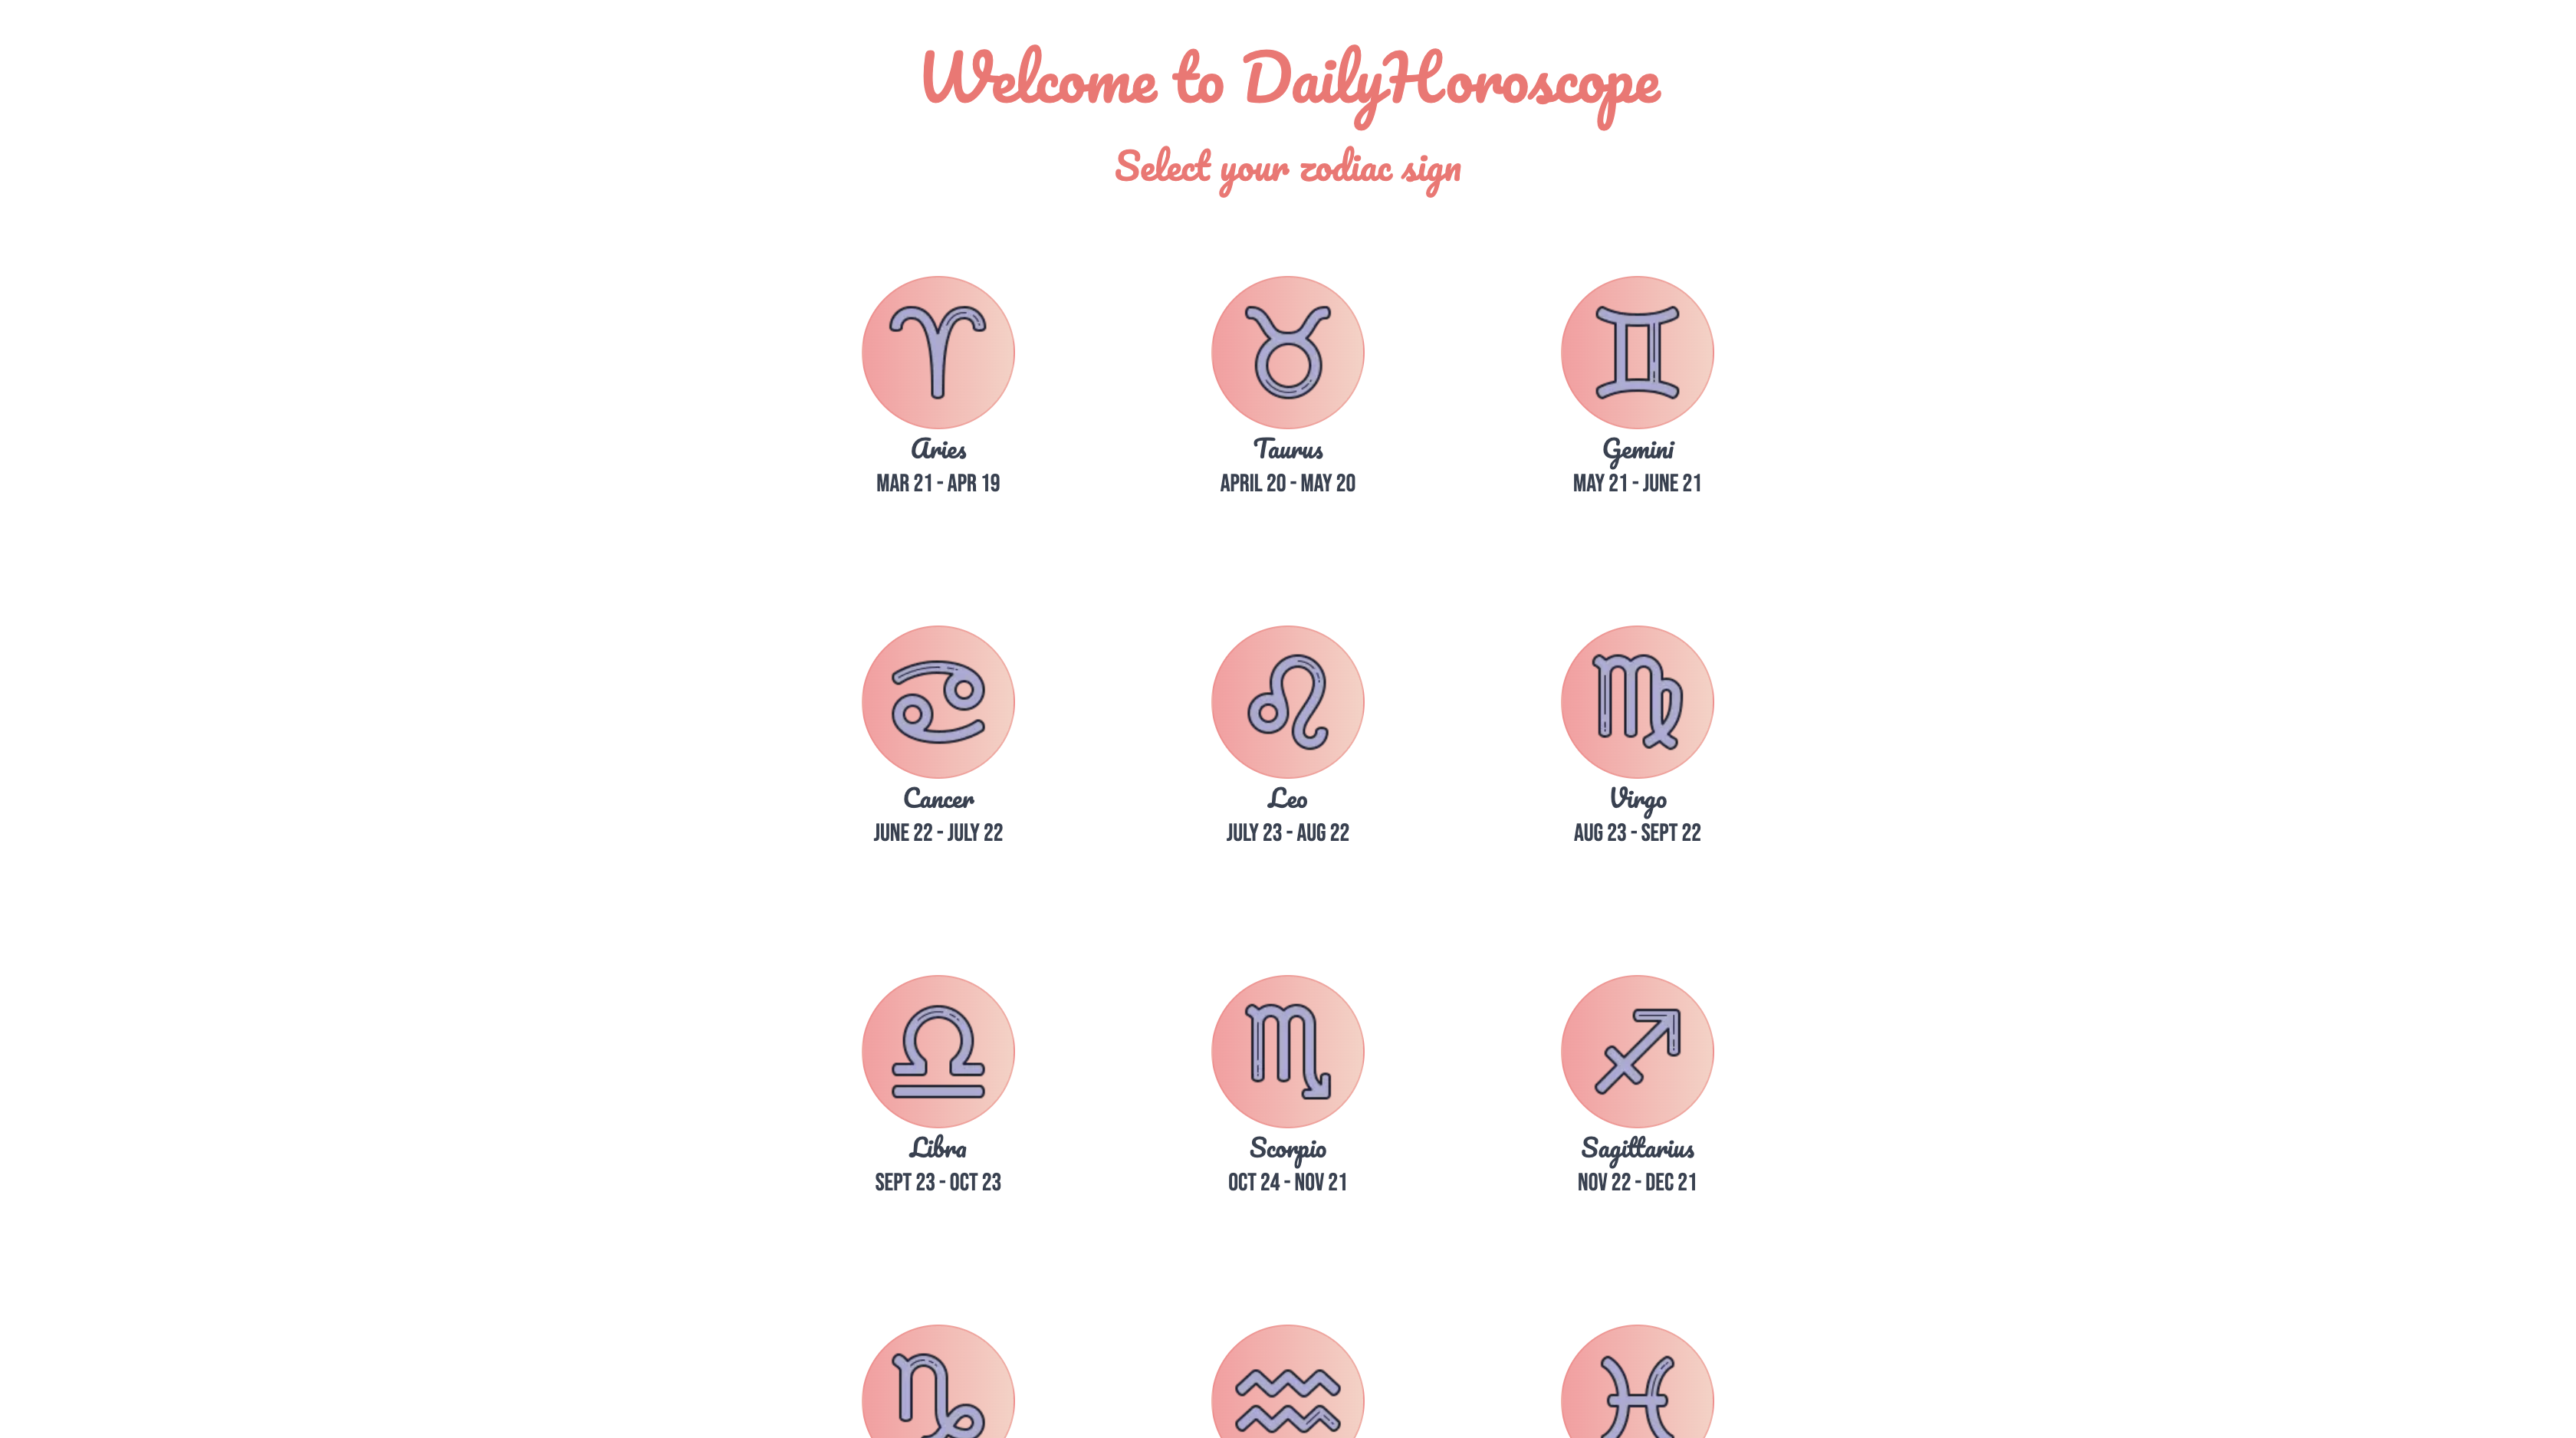 Welcome to DailyHoroscope
Select your zodiac sign
Aries
MAR 21 - APR 19
Taurus
APRIL 20 - MAY 20
Gemini
MAY 21 - JUNE 21
Cancer
JUNE 22 - JULY 22
Leo
JULY 23 - AUG 22
Virgo
AUG 23 - SEPT 22
Libra
SEPT 23 - OCT 23
Scorpio
OCT 24 - NOV 21
Sagittarius
NOV 22 - DEC 21